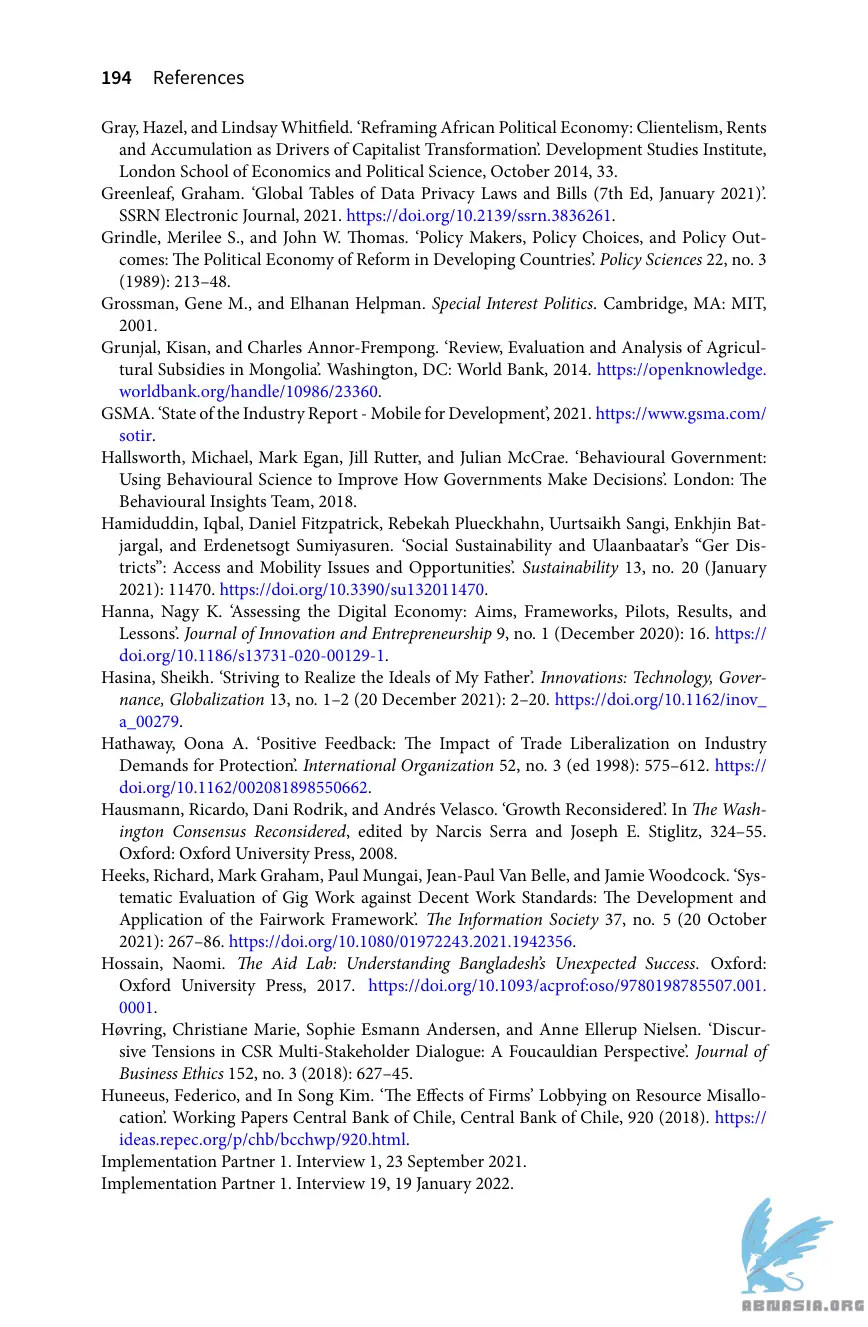 194 References
Gray, Hazel, and Lindsay Whitfield. ‘Reframing African Political Economy: Clientelism, Rents
and Accumulation as Drivers of Capitalist Transformation’. Development Studies Institute,
London School of Economics and Political Science, October 2014, 33.
Greenleaf, Graham. ‘Global Tables of Data Privacy Laws and Bills (7th Ed, January 2021)’.
SSRN Electronic Journal, 2021. https://doi.org/10.2139/ssrn.3836261.
Grindle, Merilee S., and John W. Thomas. ‘Policy Makers, Policy Choices, and Policy Out-
comes: The Political Economy of Reform in Developing Countries’. Policy Sciences 22, no. 3
(1989): 213–48.
Grossman, Gene M., and Elhanan Helpman. Special Interest Politics. Cambridge, MA: MIT,
2001.
Grunjal, Kisan, and Charles Annor-Frempong. ‘Review, Evaluation and Analysis of Agricul-
tural Subsidies in Mongolia’. Washington, DC: World Bank, 2014. https://openknowledge.
worldbank.org/handle/10986/23360.
GSMA. ‘State of the Industry Report - Mobile for Development’, 2021. https://www.gsma.com/
sotir.
Hallsworth, Michael, Mark Egan, Jill Rutter, and Julian McCrae. ‘Behavioural Government:
Using Behavioural Science to Improve How Governments Make Decisions’. London: The
Behavioural Insights Team, 2018.
Hamiduddin, Iqbal, Daniel Fitzpatrick, Rebekah Plueckhahn, Uurtsaikh Sangi, Enkhjin Bat-
jargal, and Erdenetsogt Sumiyasuren. ‘Social Sustainability and Ulaanbaatar’s “Ger Dis-
tricts”: Access and Mobility Issues and Opportunities’. Sustainability 13, no. 20 (January
2021): 11470. https://doi.org/10.3390/su132011470.
Hanna, Nagy K. ‘Assessing the Digital Economy: Aims, Frameworks, Pilots, Results, and
Lessons’. Journal of Innovation and Entrepreneurship 9, no. 1 (December 2020): 16. https://
doi.org/10.1186/s13731-020-00129-1.
Hasina, Sheikh. ‘Striving to Realize the Ideals of My Father’. Innovations: Technology, Gover-
nance, Globalization 13, no. 1–2 (20 December 2021): 2–20. https://doi.org/10.1162/inov_
a_00279.
Hathaway, Oona A. ‘Positive Feedback: The Impact of Trade Liberalization on Industry
Demands for Protection’. International Organization 52, no. 3 (ed 1998): 575–612. https://
doi.org/10.1162/002081898550662.
Hausmann, Ricardo, Dani Rodrik, and Andrés Velasco. ‘Growth Reconsidered’. In The Wash-
ington Consensus Reconsidered, edited by Narcis Serra and Joseph E. Stiglitz, 324–55.
Oxford: Oxford University Press, 2008.
Heeks, Richard, Mark Graham, Paul Mungai, Jean-Paul Van Belle, and Jamie Woodcock. ‘Sys-
tematic Evaluation of Gig Work against Decent Work Standards: The Development and
Application of the Fairwork Framework’. The Information Society 37, no. 5 (20 October
2021): 267–86. https://doi.org/10.1080/01972243.2021.1942356.
Hossain, Naomi. The Aid Lab: Understanding Bangladesh’s Unexpected Success. Oxford:
Oxford University Press, 2017. https://doi.org/10.1093/acprof:oso/9780198785507.001.
0001.
Høvring, Christiane Marie, Sophie Esmann Andersen, and Anne Ellerup Nielsen. ‘Discur-
sive Tensions in CSR Multi-Stakeholder Dialogue: A Foucauldian Perspective’. Journal of
Business Ethics 152, no. 3 (2018): 627–45.
Huneeus, Federico, and In Song Kim. ‘The Effects of Firms’ Lobbying on Resource Misallo-
cation’. Working Papers Central Bank of Chile, Central Bank of Chile, 920 (2018). https://
ideas.repec.org/p/chb/bcchwp/920.html.
Implementation Partner 1. Interview 1, 23 September 2021.
Implementation Partner 1. Interview 19, 19 January 2022.
ABNASIA.ORG